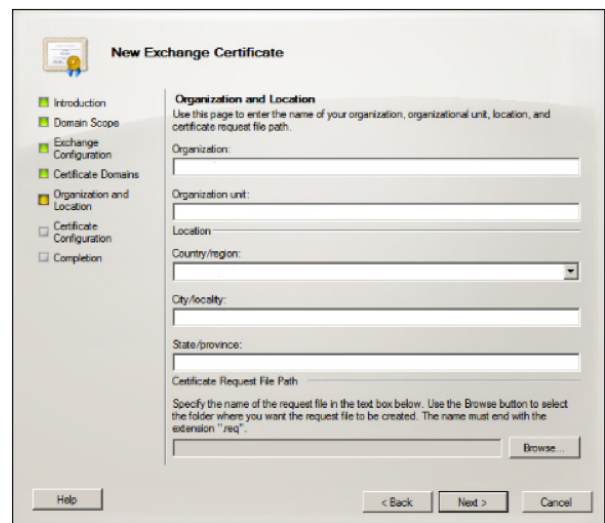 New Exchange Certificate
Introduction
Domain Scope
Exchange
Configuration
Certificate Domains
Organization and
Location
Certificate
Configuration
Completion
Organization and Location
Use this page to enter the name of your organization, organizational unit, location, and
certificate request file path.
Organization:
Organization unit:
Location
Country/region:
City/locality:
State/province:
Certificate Request File Path
Specify the name of the request file in the text box below. Use the Browse button to select
the folder where you want the request file to be created. The name must end with the
extension ".req".
Browse...
Help
< Back
Next >
Cancel